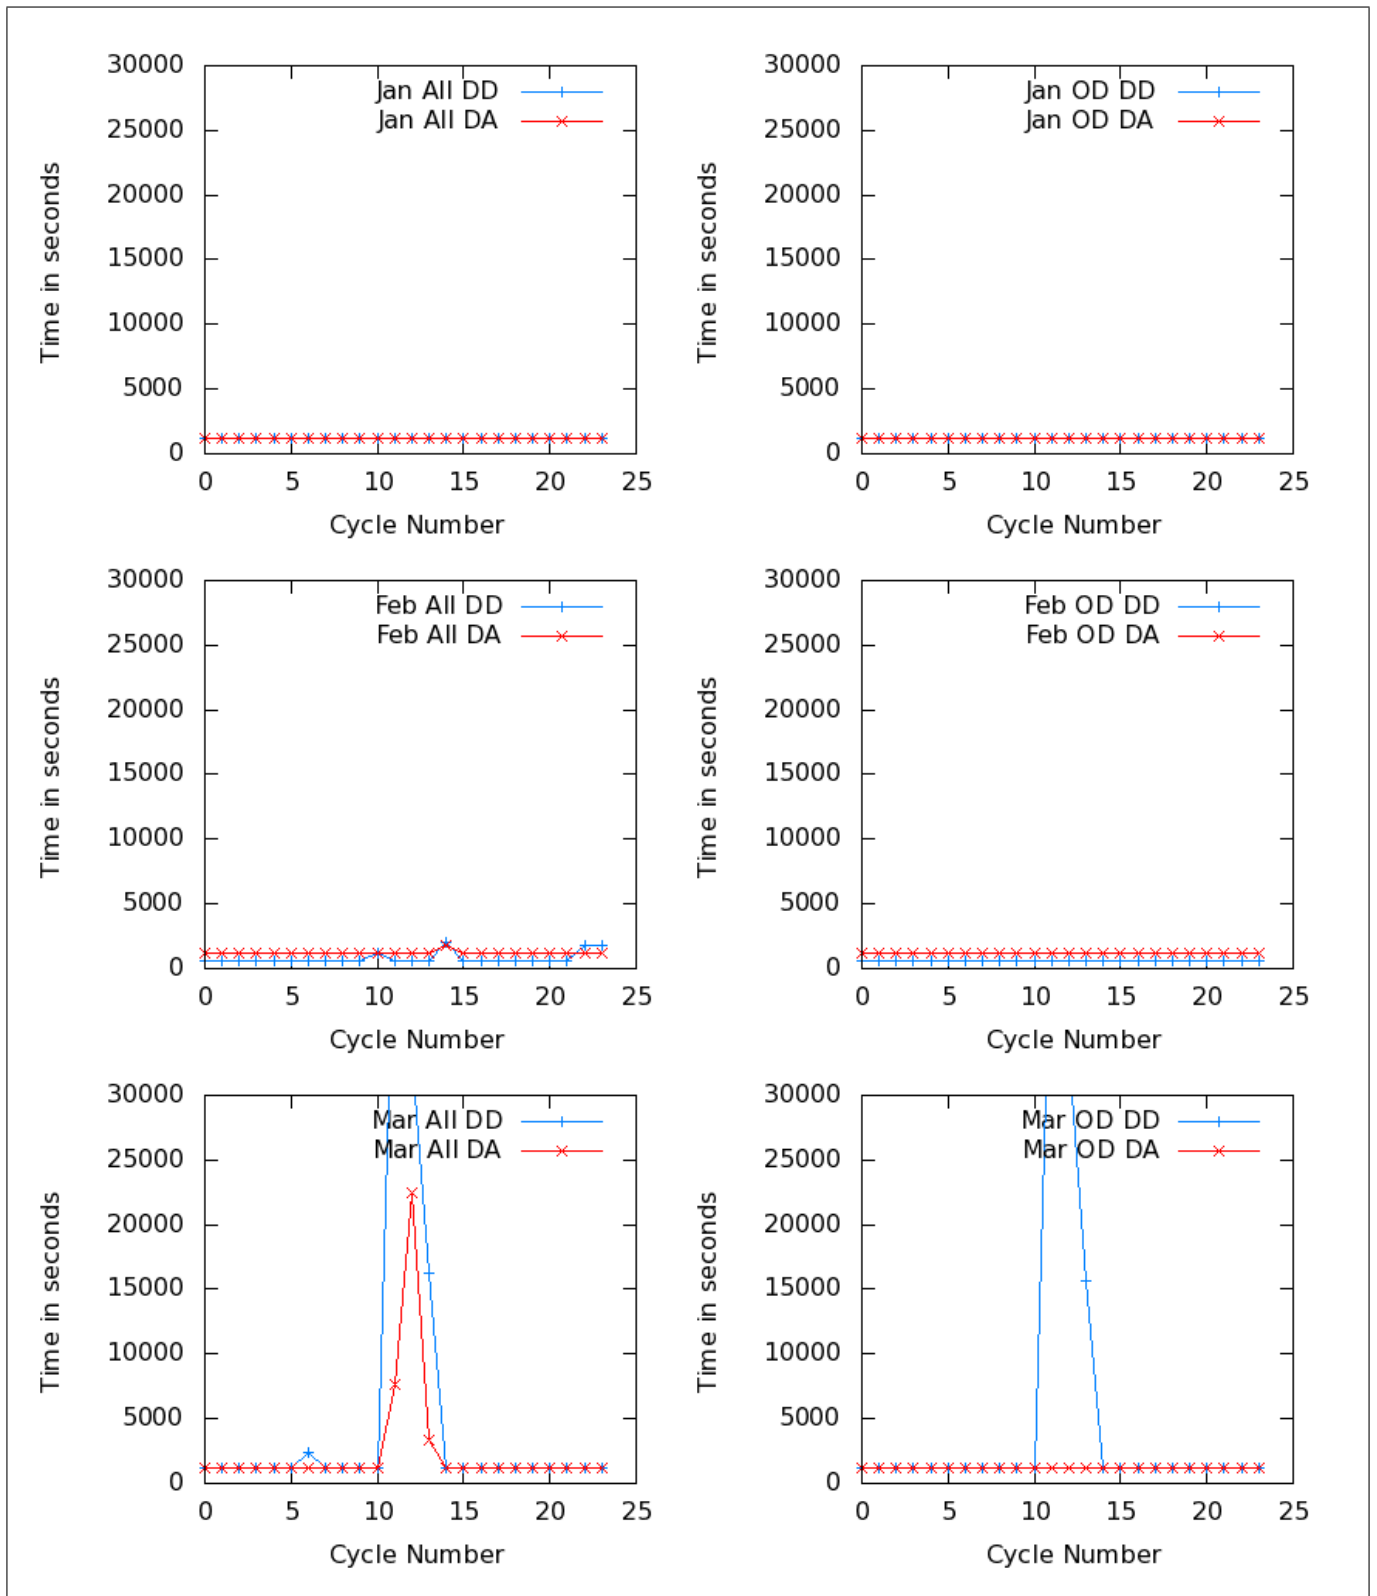 30000
25000
20000
15000
10000
5000
0
0 5 10 15 20 25
Time in seconds
Cycle Number
Jan All DD
Jan All DA
30000
25000
20000
15000
10000
5000
0
0 5 10 15 20 25
Time in seconds
Cycle Number
Jan OD DD
Jan OD DA
30000
25000
20000
15000
10000
5000
0
0 5 10 15 20 25
Time in seconds
Cycle Number
Feb All DD
Feb All DA
30000
25000
20000
15000
10000
5000
0
0 5 10 15 20 25
Time in seconds
Cycle Number
Feb OD DD
Feb OD DA
30000
25000
20000
15000
10000
5000
0
0 5 10 15 20 25
Time in seconds
Cycle Number
Mar All DD
Mar All DA
30000
25000
20000
15000
10000
5000
0
0 5 10 15 20 25
Time in seconds
Cycle Number
Mar OD DD
Mar OD DA